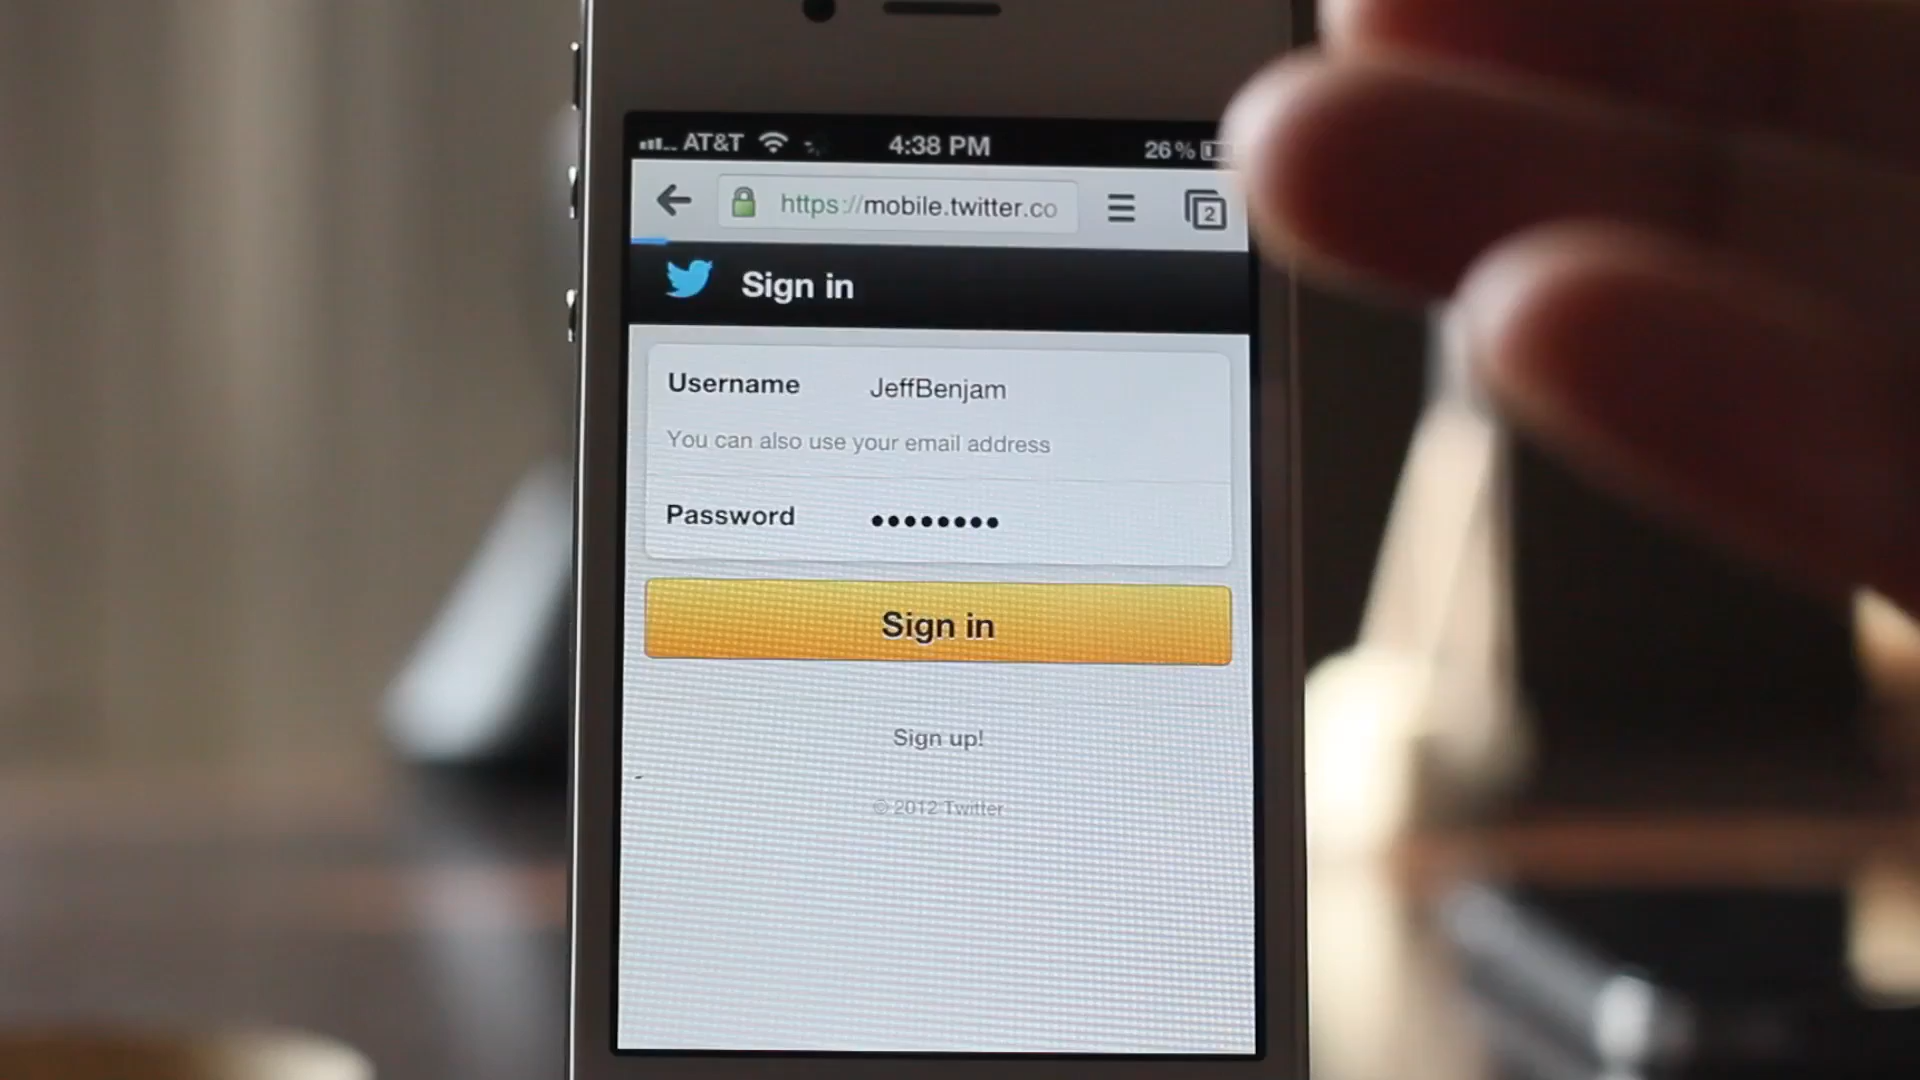 AT&T 4:38 PM 26%
https://mobile.twitter.co 2
Sign in
Username JeffBenjam
You can also use your email address
Password ••••••••
Sign in
Sign up!
© 2012 Twitter